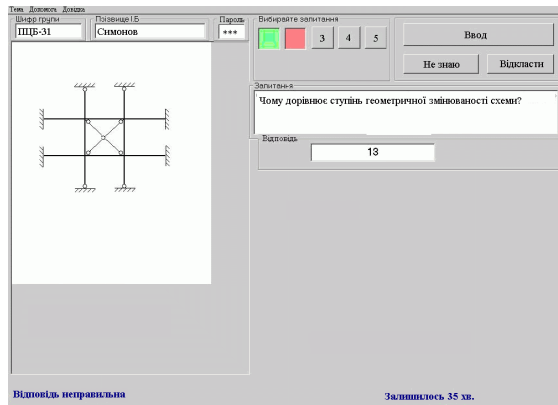 Тема Допомога Довідка
Шифр групи
Прізвище І.Б
Пароль
Вибирайте запитання
ПЦБ-31
Симонов
***
3
4
5
Ввод
Не знаю
Відкласти
Запитання
Чому дорівнює ступінь геометричної змінюваності схеми?
Відповідь
13
Відповідь неправильна
Залишилось 35 хв.